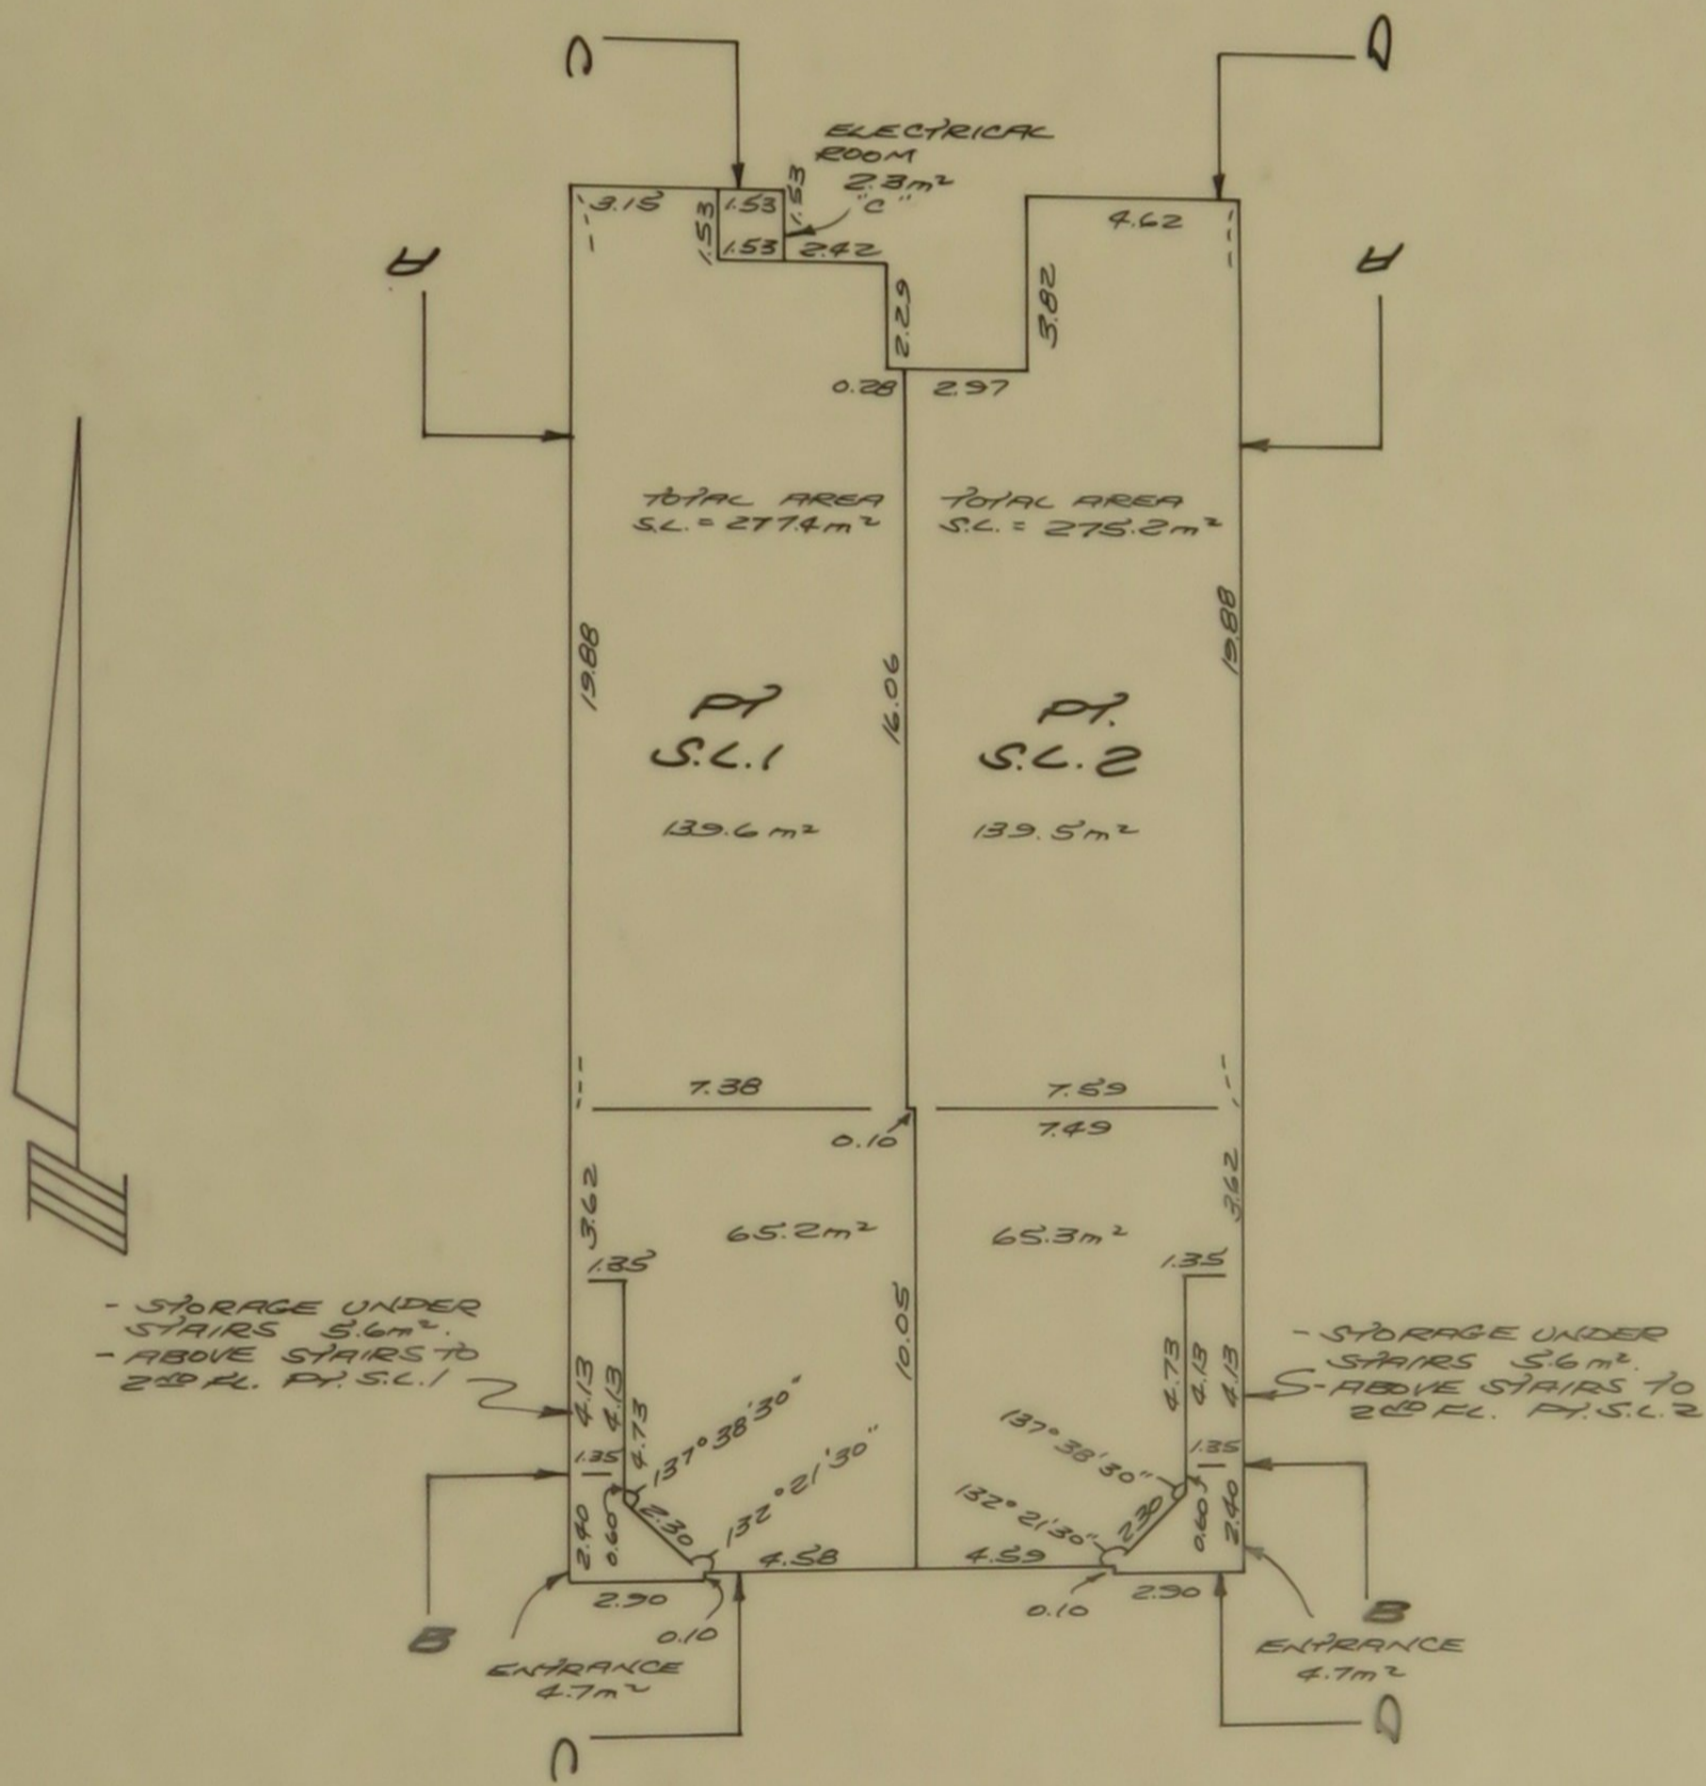 C
D
ELECTRICAL
ROOM
2.3m²
"C"
3.15
1.53
1.53
1.53
1.53
2.42
4.62
A
A
2.29
3.82
0.28
2.97
TOTAL AREA
S.L. = 277.4m²
TOTAL AREA
S.L. = 275.2m²
19.88
16.06
19.88
PT
S.L.1
PT.
S.L.2
139.6m²
139.5m²
7.38
7.59
0.10
7.49
3.62
3.62
65.2m²
65.3m²
1.35
1.35
10.05
- STORAGE UNDER
STAIRS 5.6m².
- ABOVE STAIRS TO
2ND FL. PT. S.L.1
- STORAGE UNDER
STAIRS 5.6m².
- ABOVE STAIRS TO
2ND FL. PT. S.L.2
4.13
4.13
4.73
4.73
4.13
4.13
137°38'30"
132°21'30"
137°38'30"
132°21'30"
1.35
1.35
2.40
0.60
2.30
2.30
0.60
2.40
4.58
4.59
2.90
0.10
0.10
2.90
B
B
ENTRANCE
4.7m²
ENTRANCE
4.7m²
C
D